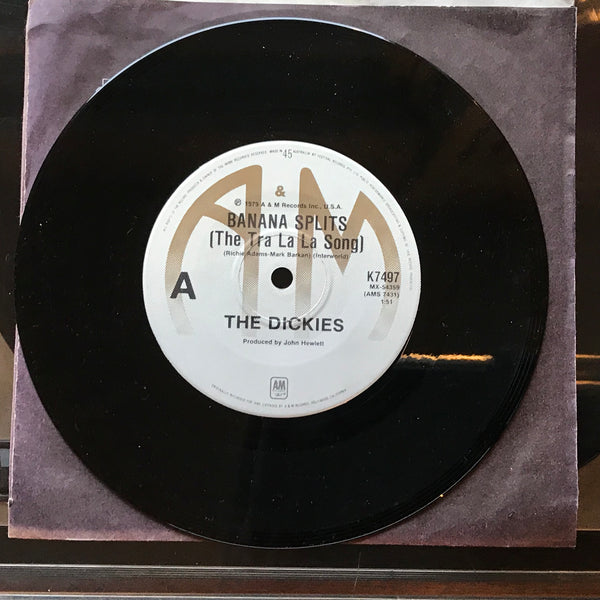 45
A&M
℗ 1979 A & M Records Inc., U.S.A.
BANANA SPLITS
(The Tra La La Song)
(Richie Adams-Mark Barkan) (Interworld)
K7497
MX-54359
(AMS 7431)
1:51
A
THE DICKIES
Produced by John Hewlett
AM